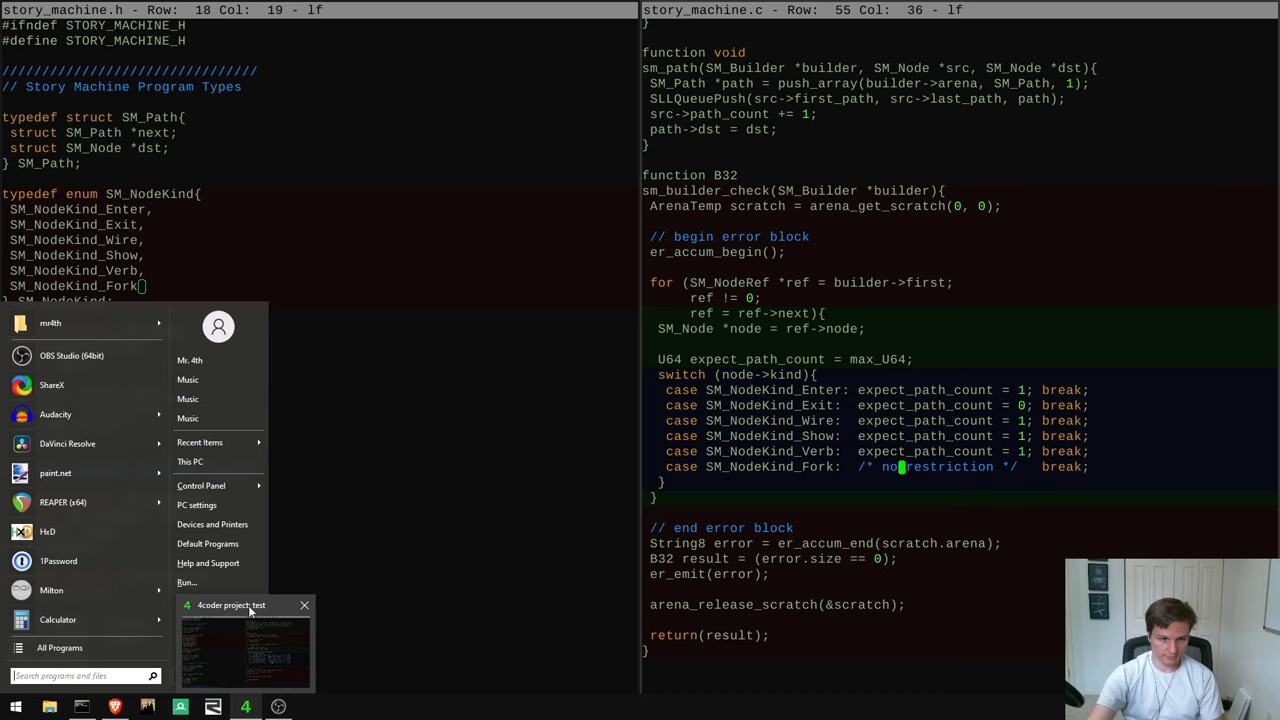 story_machine.h - Row:  18 Col:  19 - lf
#ifndef STORY_MACHINE_H
#define STORY_MACHINE_H
////////////////////////////////
// Story Machine Program Types
typedef struct SM_Path{
struct SM_Path *next;
struct SM_Node *dst;
} SM_Path;
typedef enum SM_NodeKind{
SM_NodeKind_Enter,
SM_NodeKind_Exit,
SM_NodeKind_Wire,
SM_NodeKind_Show,
SM_NodeKind_Verb,
SM_NodeKind_Fork
} SM_NodeKind;
mr4th
OBS Studio (64bit)
ShareX
Audacity
DaVinci Resolve
paint.net
REAPER (x64)
HxD
1Password
Milton
Calculator
All Programs
Search programs and files
Mr. 4th
Music
Music
Music
Recent Items
This PC
Control Panel
PC settings
Devices and Printers
Default Programs
Help and Support
Run...
4coder project: test
story_machine.c - Row:  55 Col:  36 - lf
}
function void
sm_path(SM_Builder *builder, SM_Node *src, SM_Node *dst){
SM_Path *path = push_array(builder->arena, SM_Path, 1);
SLLQueuePush(src->first_path, src->last_path, path);
src->path_count += 1;
path->dst = dst;
}
function B32
sm_builder_check(SM_Builder *builder){
ArenaTemp scratch = arena_get_scratch(0, 0);
// begin error block
er_accum_begin();
for (SM_NodeRef *ref = builder->first;
ref != 0;
ref = ref->next){
SM_Node *node = ref->node;
U64 expect_path_count = max_U64;
switch (node->kind){
case SM_NodeKind_Enter: expect_path_count = 1; break;
case SM_NodeKind_Exit:  expect_path_count = 0; break;
case SM_NodeKind_Wire:  expect_path_count = 1; break;
case SM_NodeKind_Show:  expect_path_count = 1; break;
case SM_NodeKind_Verb:  expect_path_count = 1; break;
case SM_NodeKind_Fork:  /* no restriction */   break;
}
}
// end error block
String8 error = er_accum_end(scratch.arena);
B32 result = (error.size == 0);
er_emit(error);
arena_release_scratch(&scratch);
return(result);
}